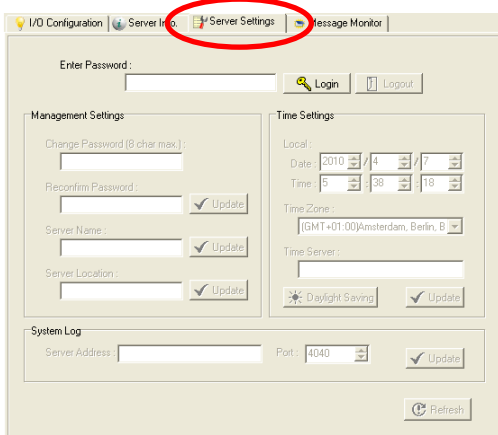 I/O Configuration Server Info. Server Settings Message Monitor
Enter Password :
Login Logout
Management Settings
Change Password (8 char max.) :
Reconfirm Password :
Update
Server Name :
Update
Server Location :
Update
Time Settings
Local :
Date : 2010 / 4 / 7
Time : 5 : 38 : 18
Time Zone :
(GMT+01:00)Amsterdam, Berlin, B
Time Server :
Daylight Saving Update
System Log
Server Address : Port : 4040 Update
Refresh